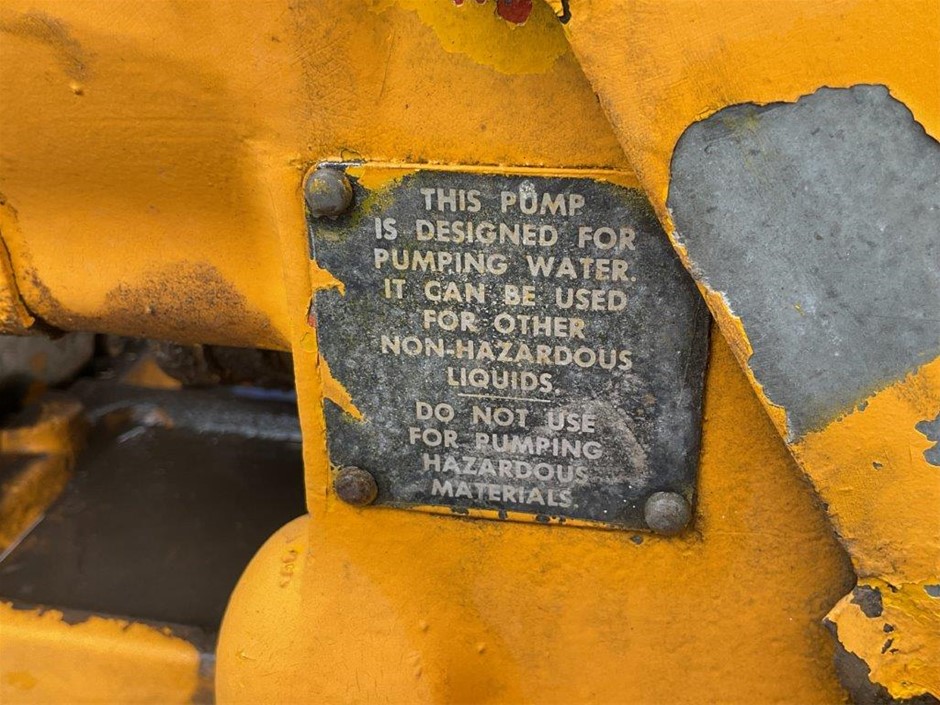 THIS PUMP
IS DESIGNED FOR
PUMPING WATER.
IT CAN BE USED
FOR OTHER
NON-HAZARDOUS
LIQUIDS.
DO NOT USE
FOR PUMPING
HAZARDOUS
MATERIALS